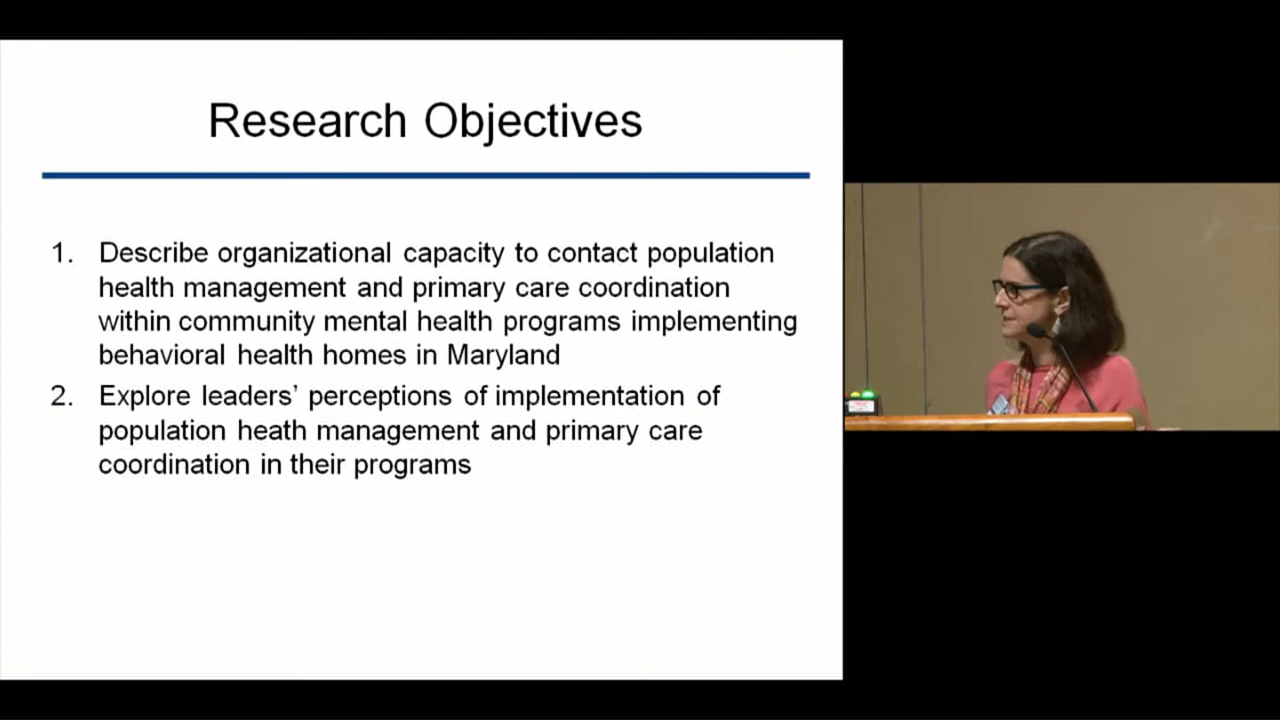 Research Objectives
1. Describe organizational capacity to contact population
health management and primary care coordination
within community mental health programs implementing
behavioral health homes in Maryland
2. Explore leaders’ perceptions of implementation of
population heath management and primary care
coordination in their programs